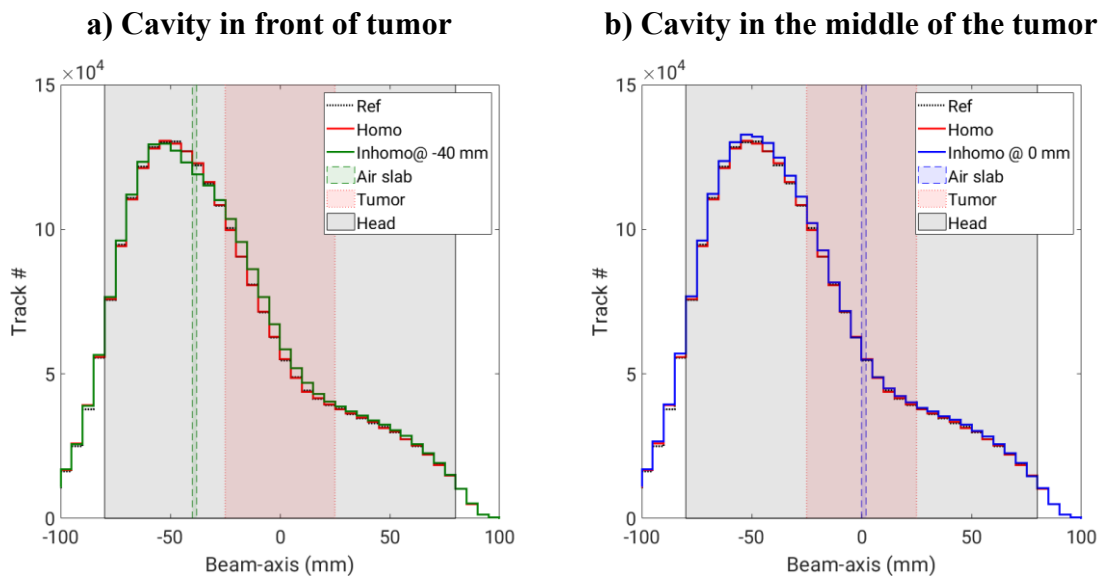 a) Cavity in front of tumor
b) Cavity in the middle of the tumor
×10⁴
15
10
5
0
Track #
-100 -50 0 50 100
Beam-axis (mm)
Ref
Homo
Inhomo@ -40 mm
Air slab
Tumor
Head
×10⁴
15
10
5
0
Track #
-100 -50 0 50 100
Beam-axis (mm)
Ref
Homo
Inhomo @ 0 mm
Air slab
Tumor
Head